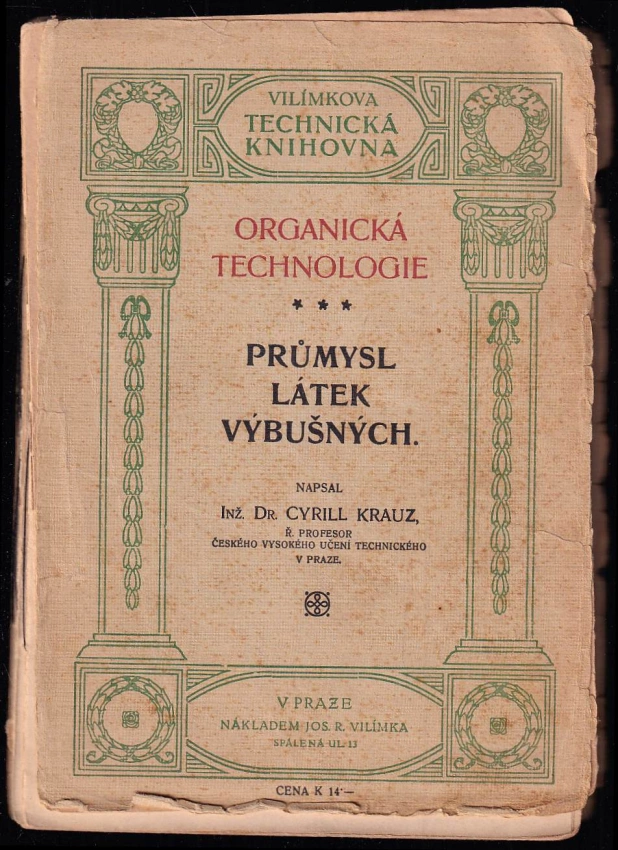 VILÍMKOVA
TECHNICKÁ
KNIHOVNA
ORGANICKÁ
TECHNOLOGIE
* * *
PRŮMYSL
LÁTEK
VÝBUŠNÝCH.
NAPSAL
INŽ. DR. CYRILL KRAUZ,
Ř. PROFESOR
ČESKÉHO VYSOKÉHO UČENÍ TECHNICKÉHO
V PRAZE.
V PRAZE
NÁKLADEM JOS. R. VILÍMKA
SPÁLENÁ UL. 13
CENA K 14·—